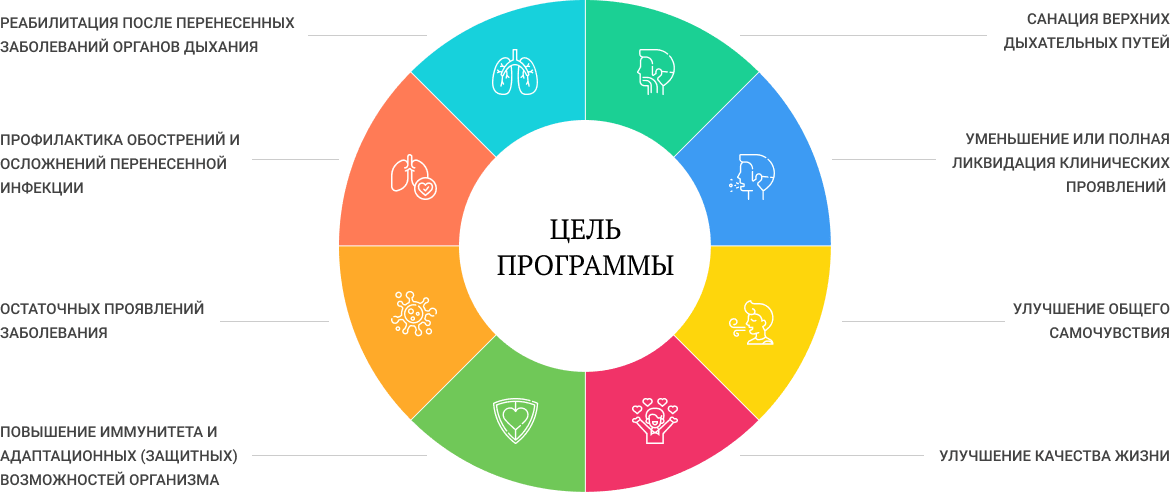 РЕАБИЛИТАЦИЯ ПОСЛЕ ПЕРЕНЕСЕННЫХ
ЗАБОЛЕВАНИЙ ОРГАНОВ ДЫХАНИЯ
САНАЦИЯ ВЕРХНИХ
ДЫХАТЕЛЬНЫХ ПУТЕЙ
ПРОФИЛАКТИКА ОБОСТРЕНИЙ И
ОСЛОЖНЕНИЙ ПЕРЕНЕСЕННОЙ
ИНФЕКЦИИ
УМЕНЬШЕНИЕ ИЛИ ПОЛНАЯ
ЛИКВИДАЦИЯ КЛИНИЧЕСКИХ
ПРОЯВЛЕНИЙ
ЦЕЛЬ
ПРОГРАММЫ
ОСТАТОЧНЫХ ПРОЯВЛЕНИЙ
ЗАБОЛЕВАНИЯ
УЛУЧШЕНИЕ ОБЩЕГО
САМОЧУВСТВИЯ
ПОВЫШЕНИЕ ИММУНИТЕТА И
АДАПТАЦИОННЫХ (ЗАЩИТНЫХ)
ВОЗМОЖНОСТЕЙ ОРГАНИЗМА
УЛУЧШЕНИЕ КАЧЕСТВА ЖИЗНИ